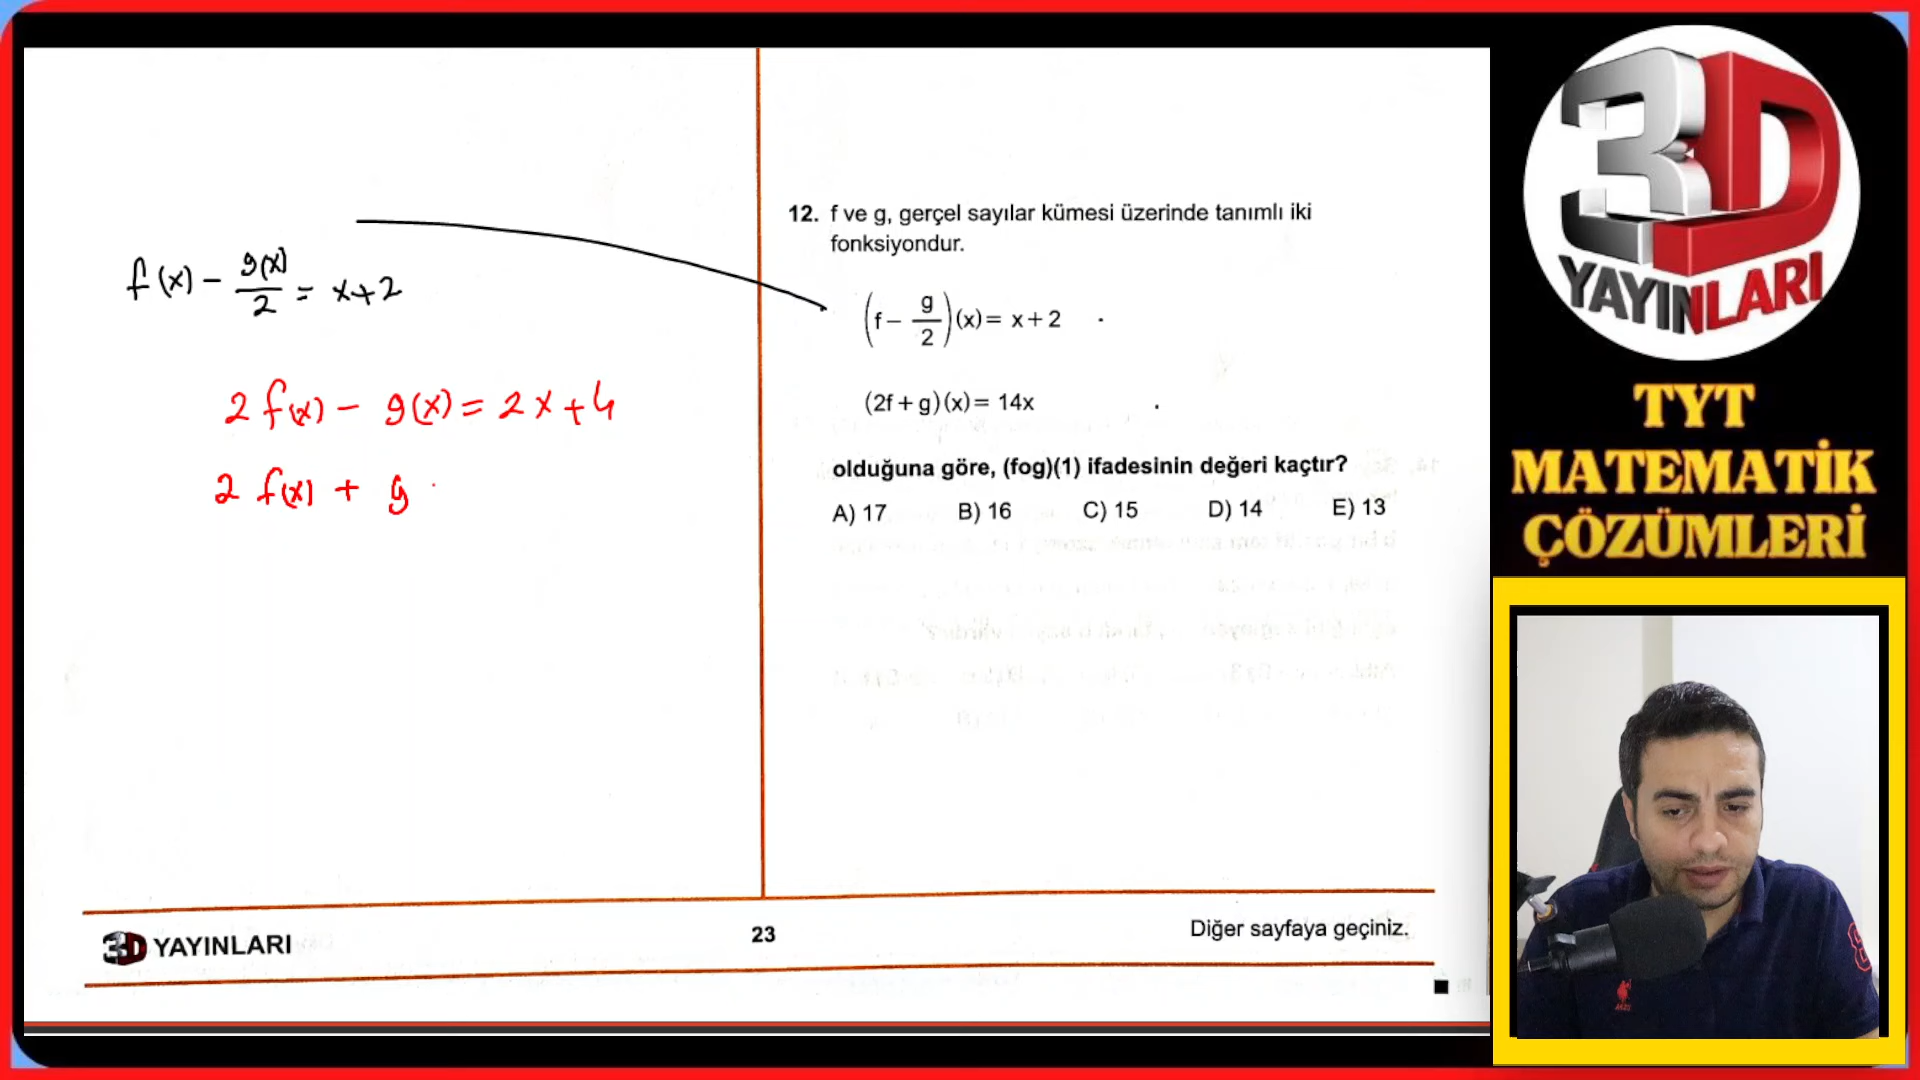 f(x) - g(x)/2 = x+2
2 f(x) - g(x) = 2x+4
2 f(x) + g
12. f ve g, gerçel sayılar kümesi üzerinde tanımlı iki
fonksiyondur.
(f - g/2)(x) = x + 2
(2f + g)(x) = 14x
olduğuna göre, (fog)(1) ifadesinin değeri kaçtır?
A) 17 B) 16 C) 15 D) 14 E) 13
3D YAYINLARI
23
Diğer sayfaya geçiniz.
3D
YAYINLARI
TYT
MATEMATİK
ÇÖZÜMLERİ